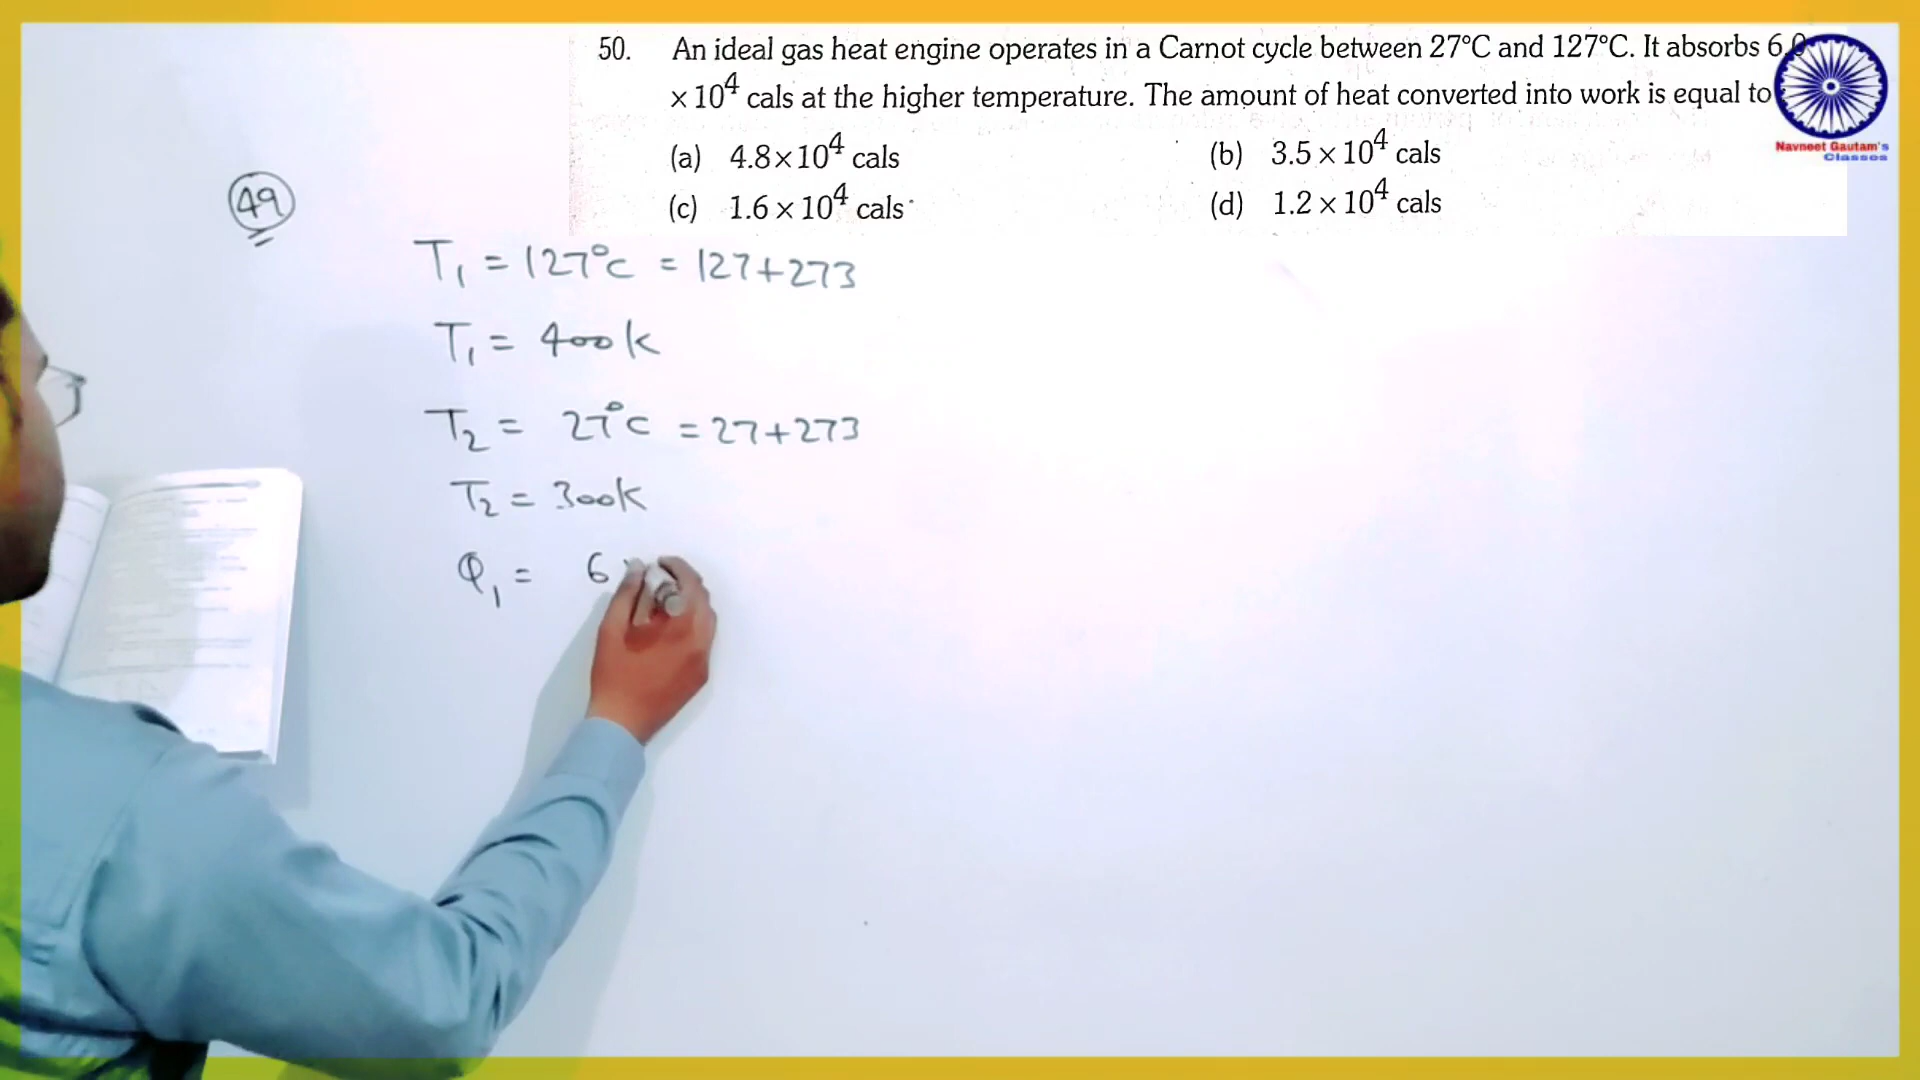 50. An ideal gas heat engine operates in a Carnot cycle between 27°C and 127°C. It absorbs 6.0
× 10⁴ cals at the higher temperature. The amount of heat converted into work is equal to
(a) 4.8×10⁴ cals (b) 3.5 × 10⁴ cals
(c) 1.6 × 10⁴ cals (d) 1.2 × 10⁴ cals
Navneet Gautam's
Classes
49
T₁ = 127°C = 127+273
T₁ = 400K
T₂ = 27°C = 27+273
T₂ = 300K
Q₁ = 6